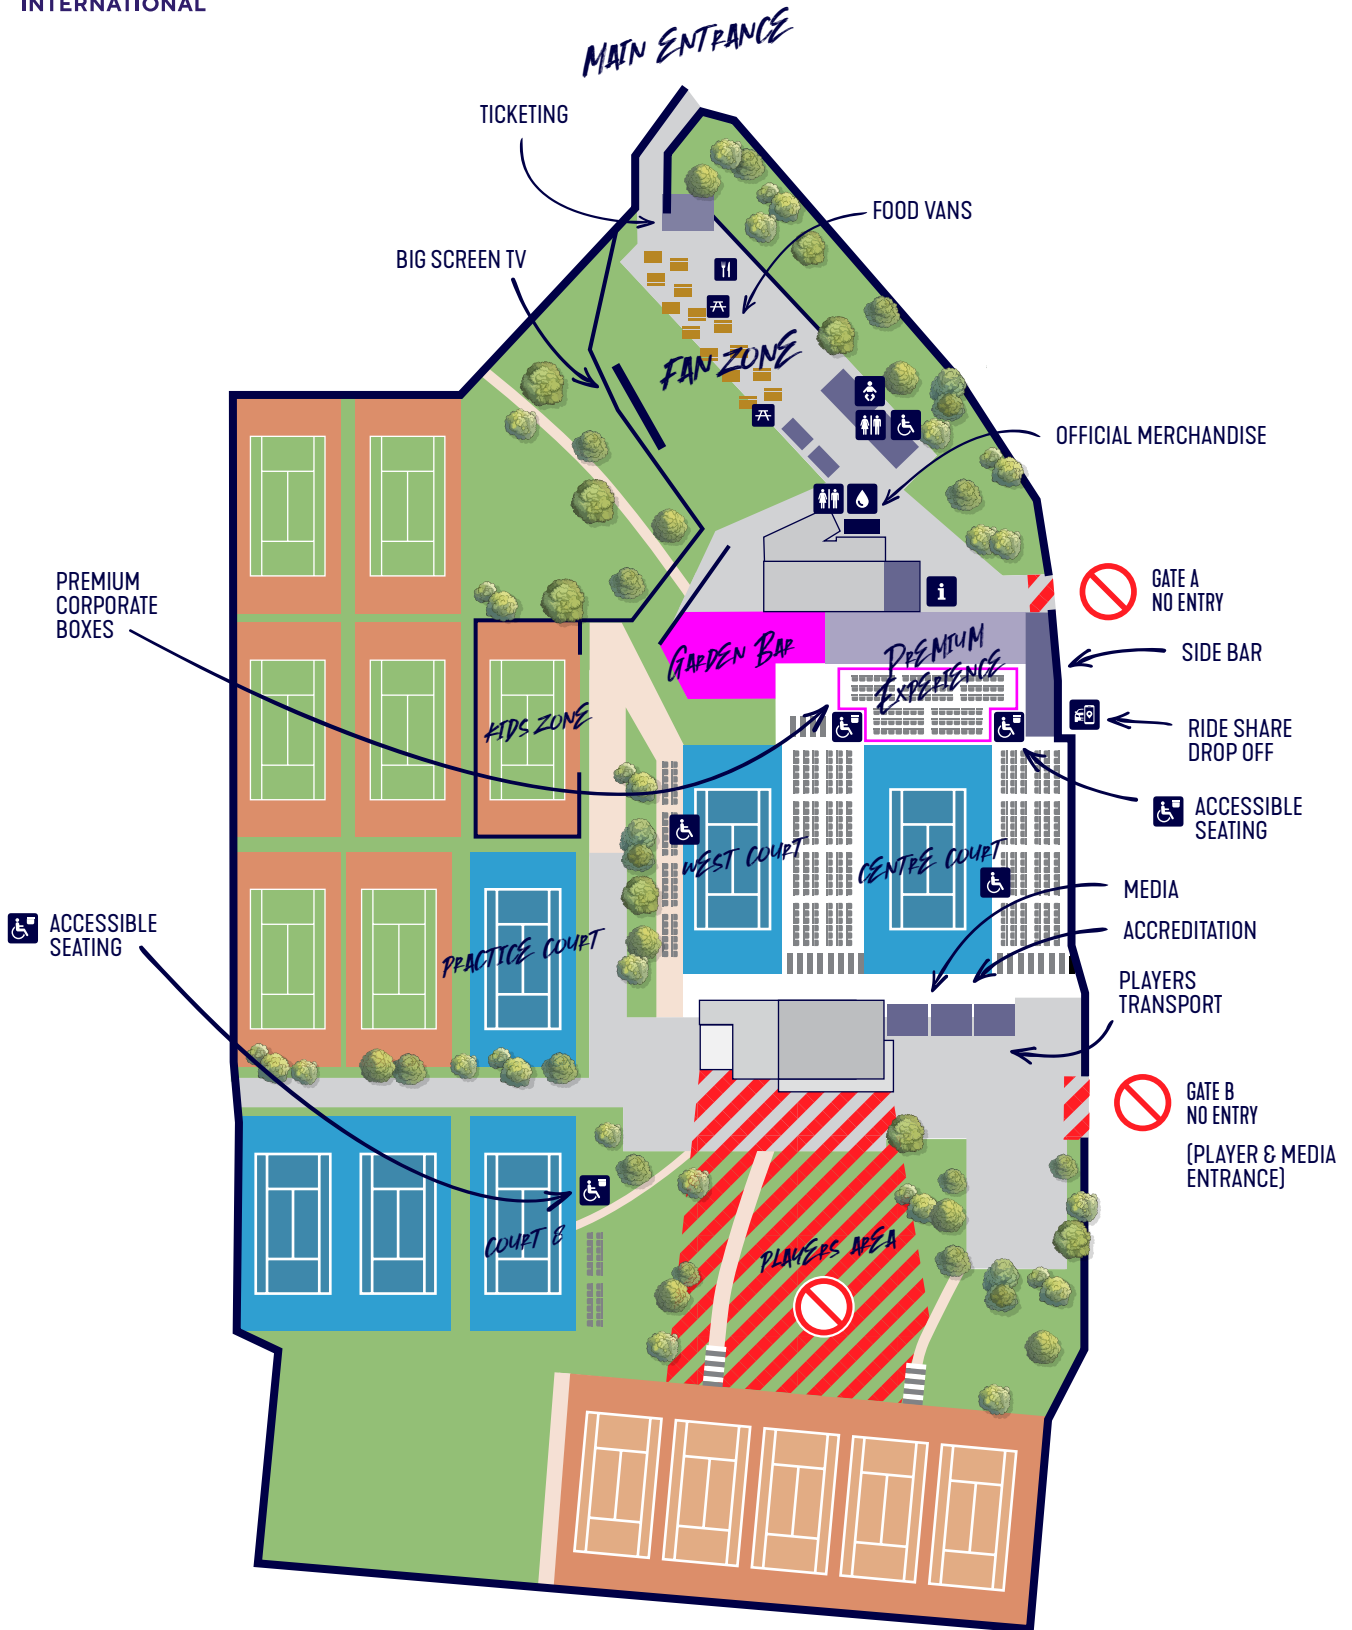 INTERNATIONAL
MAIN ENTRANCE
TICKETING
FOOD VANS
BIG SCREEN TV
FAN ZONE
OFFICIAL MERCHANDISE
PREMIUM
CORPORATE
BOXES
GATE A
NO ENTRY
i
GARDEN BAR
PREMIUM
EXPERIENCE
SIDE BAR
KIDS ZONE
RIDE SHARE
DROP OFF
ACCESSIBLE
SEATING
WEST COURT
CENTRE COURT
MEDIA
ACCESSIBLE
SEATING
PRACTICE COURT
ACCREDITATION
PLAYERS
TRANSPORT
GATE B
NO ENTRY
(PLAYER & MEDIA
ENTRANCE)
COURT 8
PLAYERS AREA